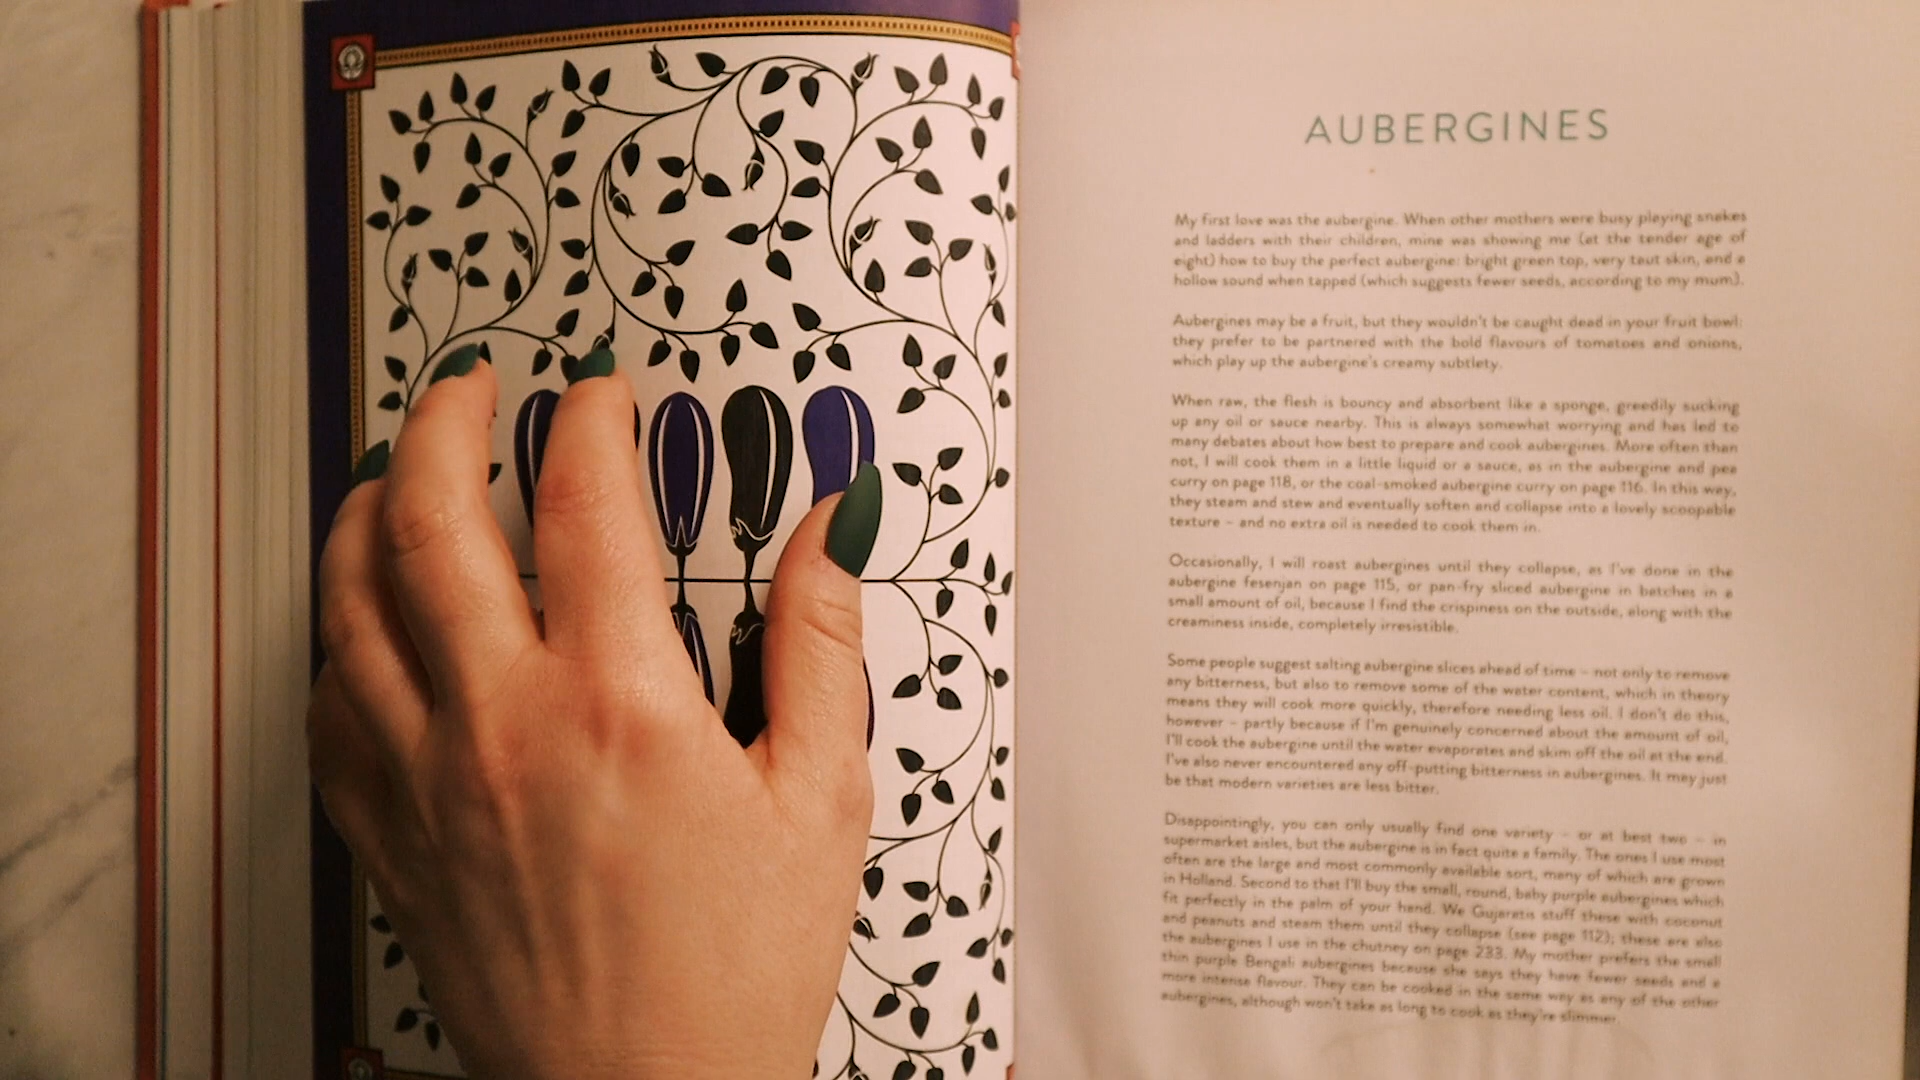 AUBERGINES
My first love was the aubergine. When other mothers were busy playing snakes
and ladders with their children, mine was showing me (at the tender age of
eight) how to buy the perfect aubergine: bright green top, very taut skin, and a
hollow sound when tapped (which suggests fewer seeds, according to my mum).
Aubergines may be a fruit, but they wouldn't be caught dead in your fruit bowl:
they prefer to be partnered with the bold flavours of tomatoes and onions,
which play up the aubergine's creamy subtlety.
When raw, the flesh is bouncy and absorbent like a sponge, greedily sucking
up any oil or sauce nearby. This is always somewhat worrying and has led to
many debates about how best to prepare and cook aubergines. More often than
not, I will cook them in a little liquid or a sauce, as in the aubergine and pea
curry on page 118, or the coal-smoked aubergine curry on page 116. In this way,
they steam and stew and eventually soften and collapse into a lovely scoopable
texture – and no extra oil is needed to cook them in.
Occasionally, I will roast aubergines until they collapse, as I've done in the
aubergine fesenjan on page 115, or pan-fry sliced aubergine in batches in a
small amount of oil, because I find the crispiness on the outside, along with the
creaminess inside, completely irresistible.
Some people suggest salting aubergine slices ahead of time – not only to remove
any bitterness, but also to remove some of the water content, which in theory
means they will cook more quickly, therefore needing less oil. I don't do this,
however – partly because if I'm genuinely concerned about the amount of oil,
I'll cook the aubergine until the water evaporates and skim off the oil at the end.
I've also never encountered any off-putting bitterness in aubergines. It may just
be that modern varieties are less bitter.
Disappointingly, you can only usually find one variety – or at best two – in
supermarket aisles, but the aubergine is in fact quite a family. The ones I use most
often are the large and most commonly available sort, many of which are grown
in Holland. Second to that I'll buy the small, round, baby purple aubergines which
fit perfectly in the palm of your hand. We Gujaratis stuff these with coconut
and peanuts and steam them until they collapse (see page 112); these are also
the aubergines I use in the chutney on page 233. My mother prefers the small
thin purple Bengali aubergines because she says they have fewer seeds and a
more intense flavour. They can be cooked in the same way as any of the other
aubergines, although won't take as long to cook as they're slimmer.